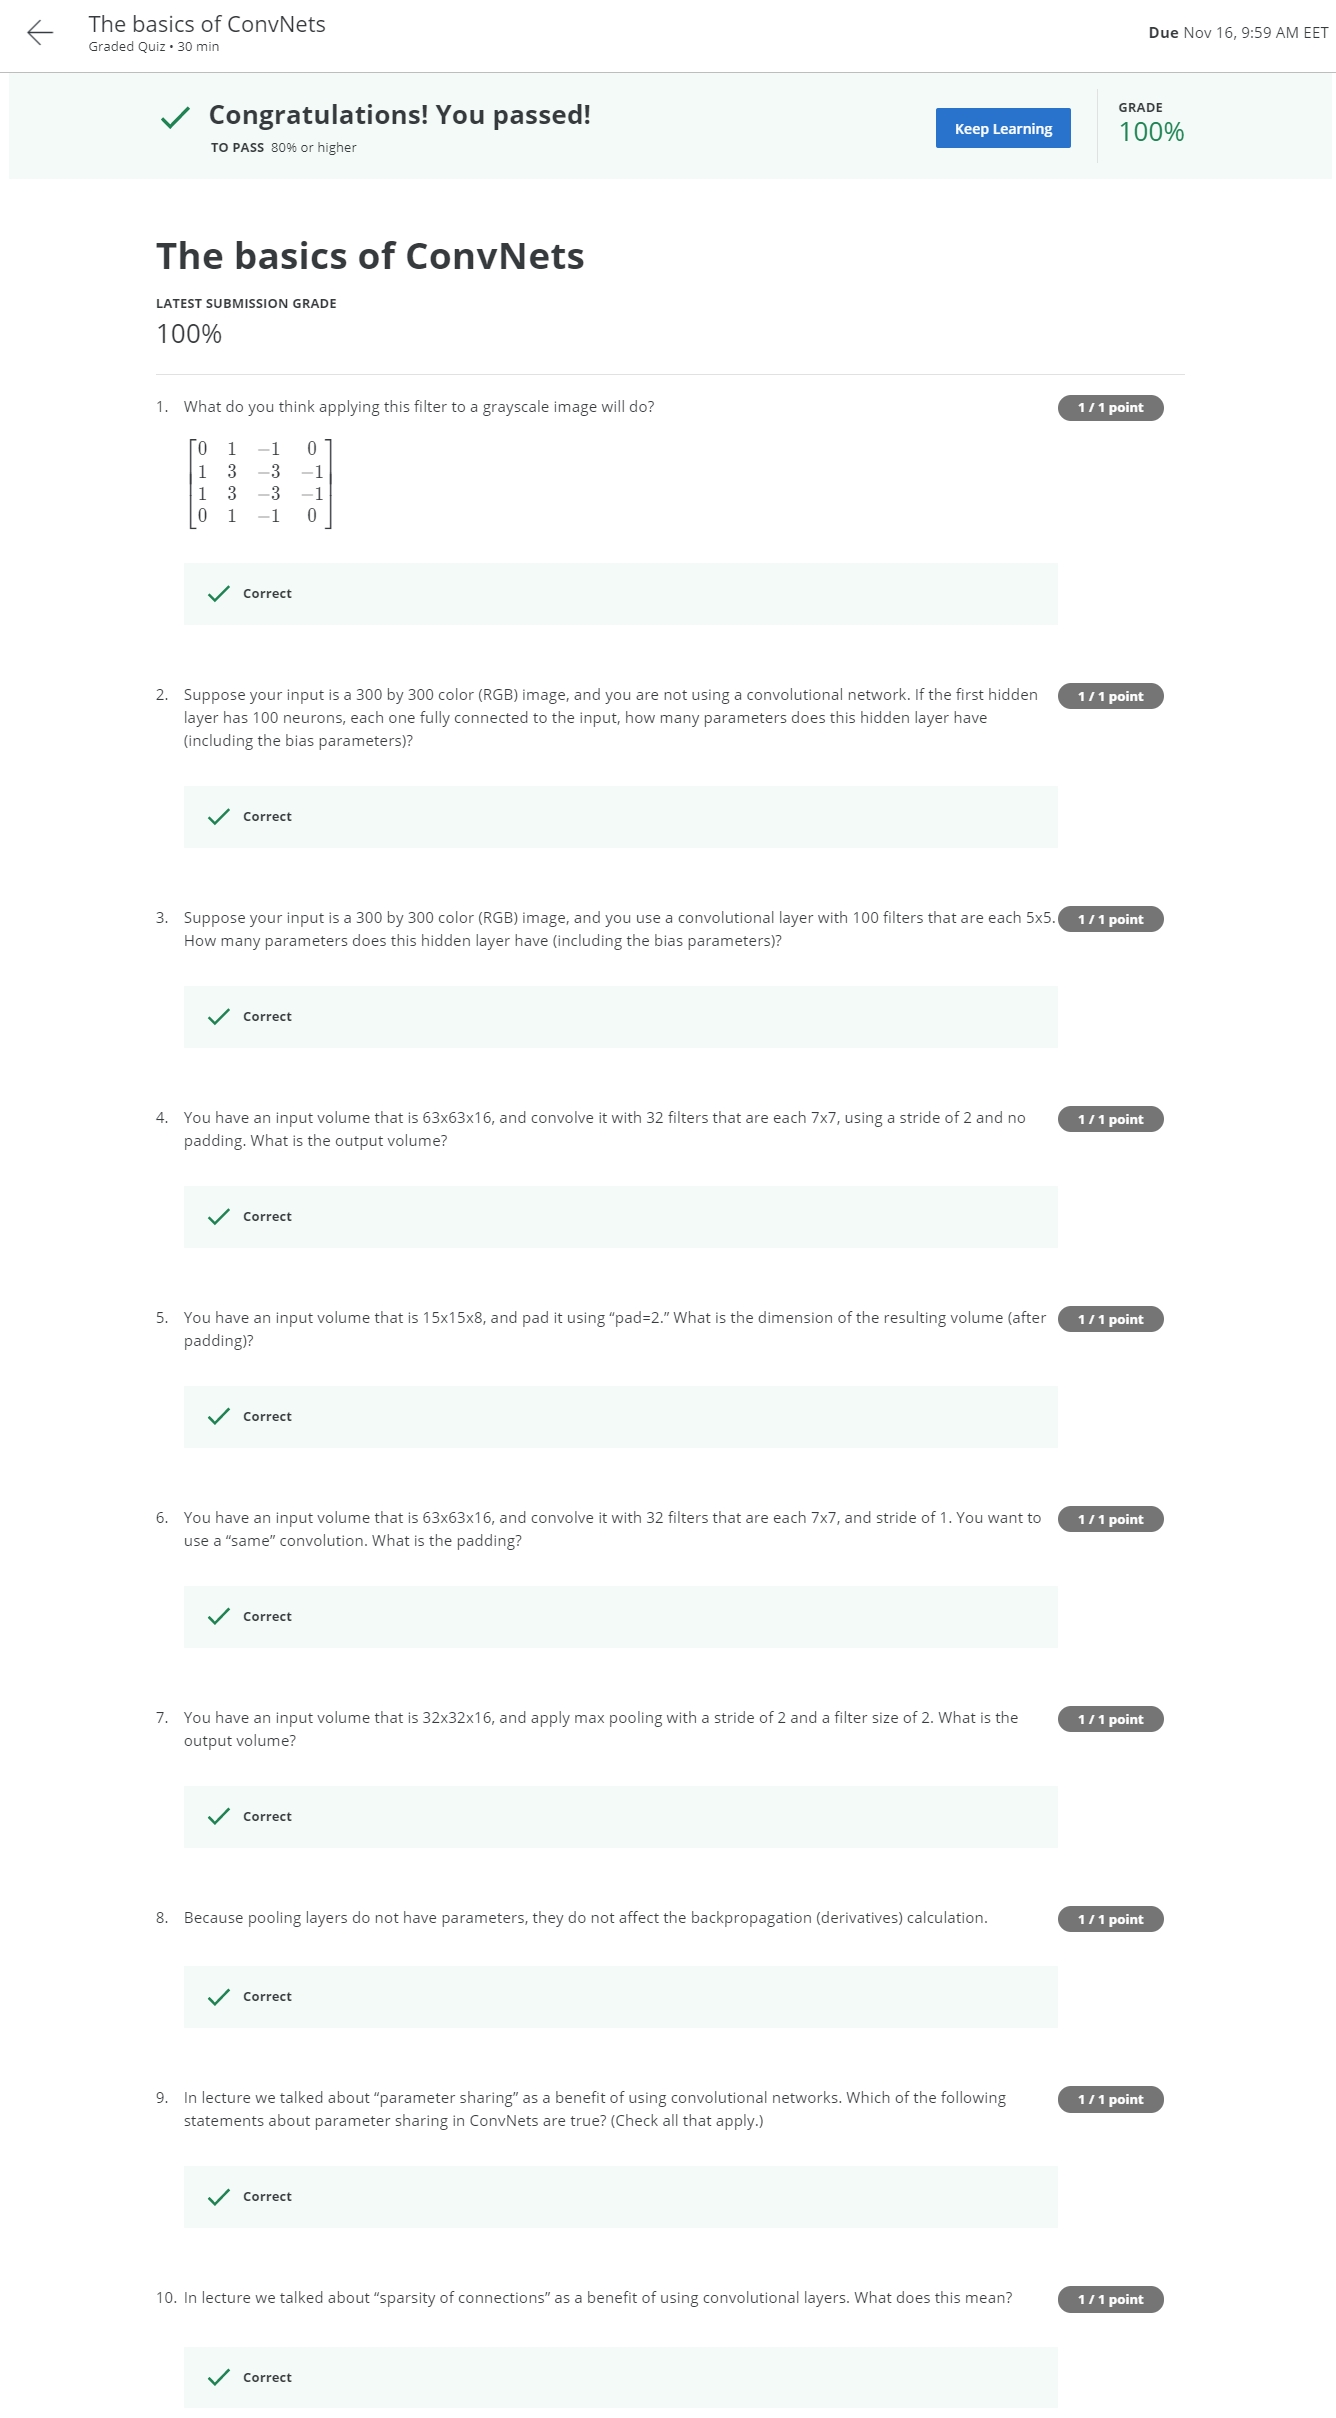 The basics of ConvNets
Graded Quiz • 30 min
Due Nov 16, 9:59 AM EET
Congratulations! You passed!
TO PASS 80% or higher
Keep Learning
GRADE
100%
The basics of ConvNets
LATEST SUBMISSION GRADE
100%
1. What do you think applying this filter to a grayscale image will do?
1 / 1 point
0 1 −1 0
1 3 −3 −1
1 3 −3 −1
0 1 −1 0
Correct
2. Suppose your input is a 300 by 300 color (RGB) image, and you are not using a convolutional network. If the first hidden
1 / 1 point
layer has 100 neurons, each one fully connected to the input, how many parameters does this hidden layer have
(including the bias parameters)?
Correct
3. Suppose your input is a 300 by 300 color (RGB) image, and you use a convolutional layer with 100 filters that are each 5x5.
1 / 1 point
How many parameters does this hidden layer have (including the bias parameters)?
Correct
4. You have an input volume that is 63x63x16, and convolve it with 32 filters that are each 7x7, using a stride of 2 and no
1 / 1 point
padding. What is the output volume?
Correct
5. You have an input volume that is 15x15x8, and pad it using “pad=2.” What is the dimension of the resulting volume (after
1 / 1 point
padding)?
Correct
6. You have an input volume that is 63x63x16, and convolve it with 32 filters that are each 7x7, and stride of 1. You want to
1 / 1 point
use a “same” convolution. What is the padding?
Correct
7. You have an input volume that is 32x32x16, and apply max pooling with a stride of 2 and a filter size of 2. What is the
1 / 1 point
output volume?
Correct
8. Because pooling layers do not have parameters, they do not affect the backpropagation (derivatives) calculation.
1 / 1 point
Correct
9. In lecture we talked about “parameter sharing” as a benefit of using convolutional networks. Which of the following
1 / 1 point
statements about parameter sharing in ConvNets are true? (Check all that apply.)
Correct
10. In lecture we talked about “sparsity of connections” as a benefit of using convolutional layers. What does this mean?
1 / 1 point
Correct